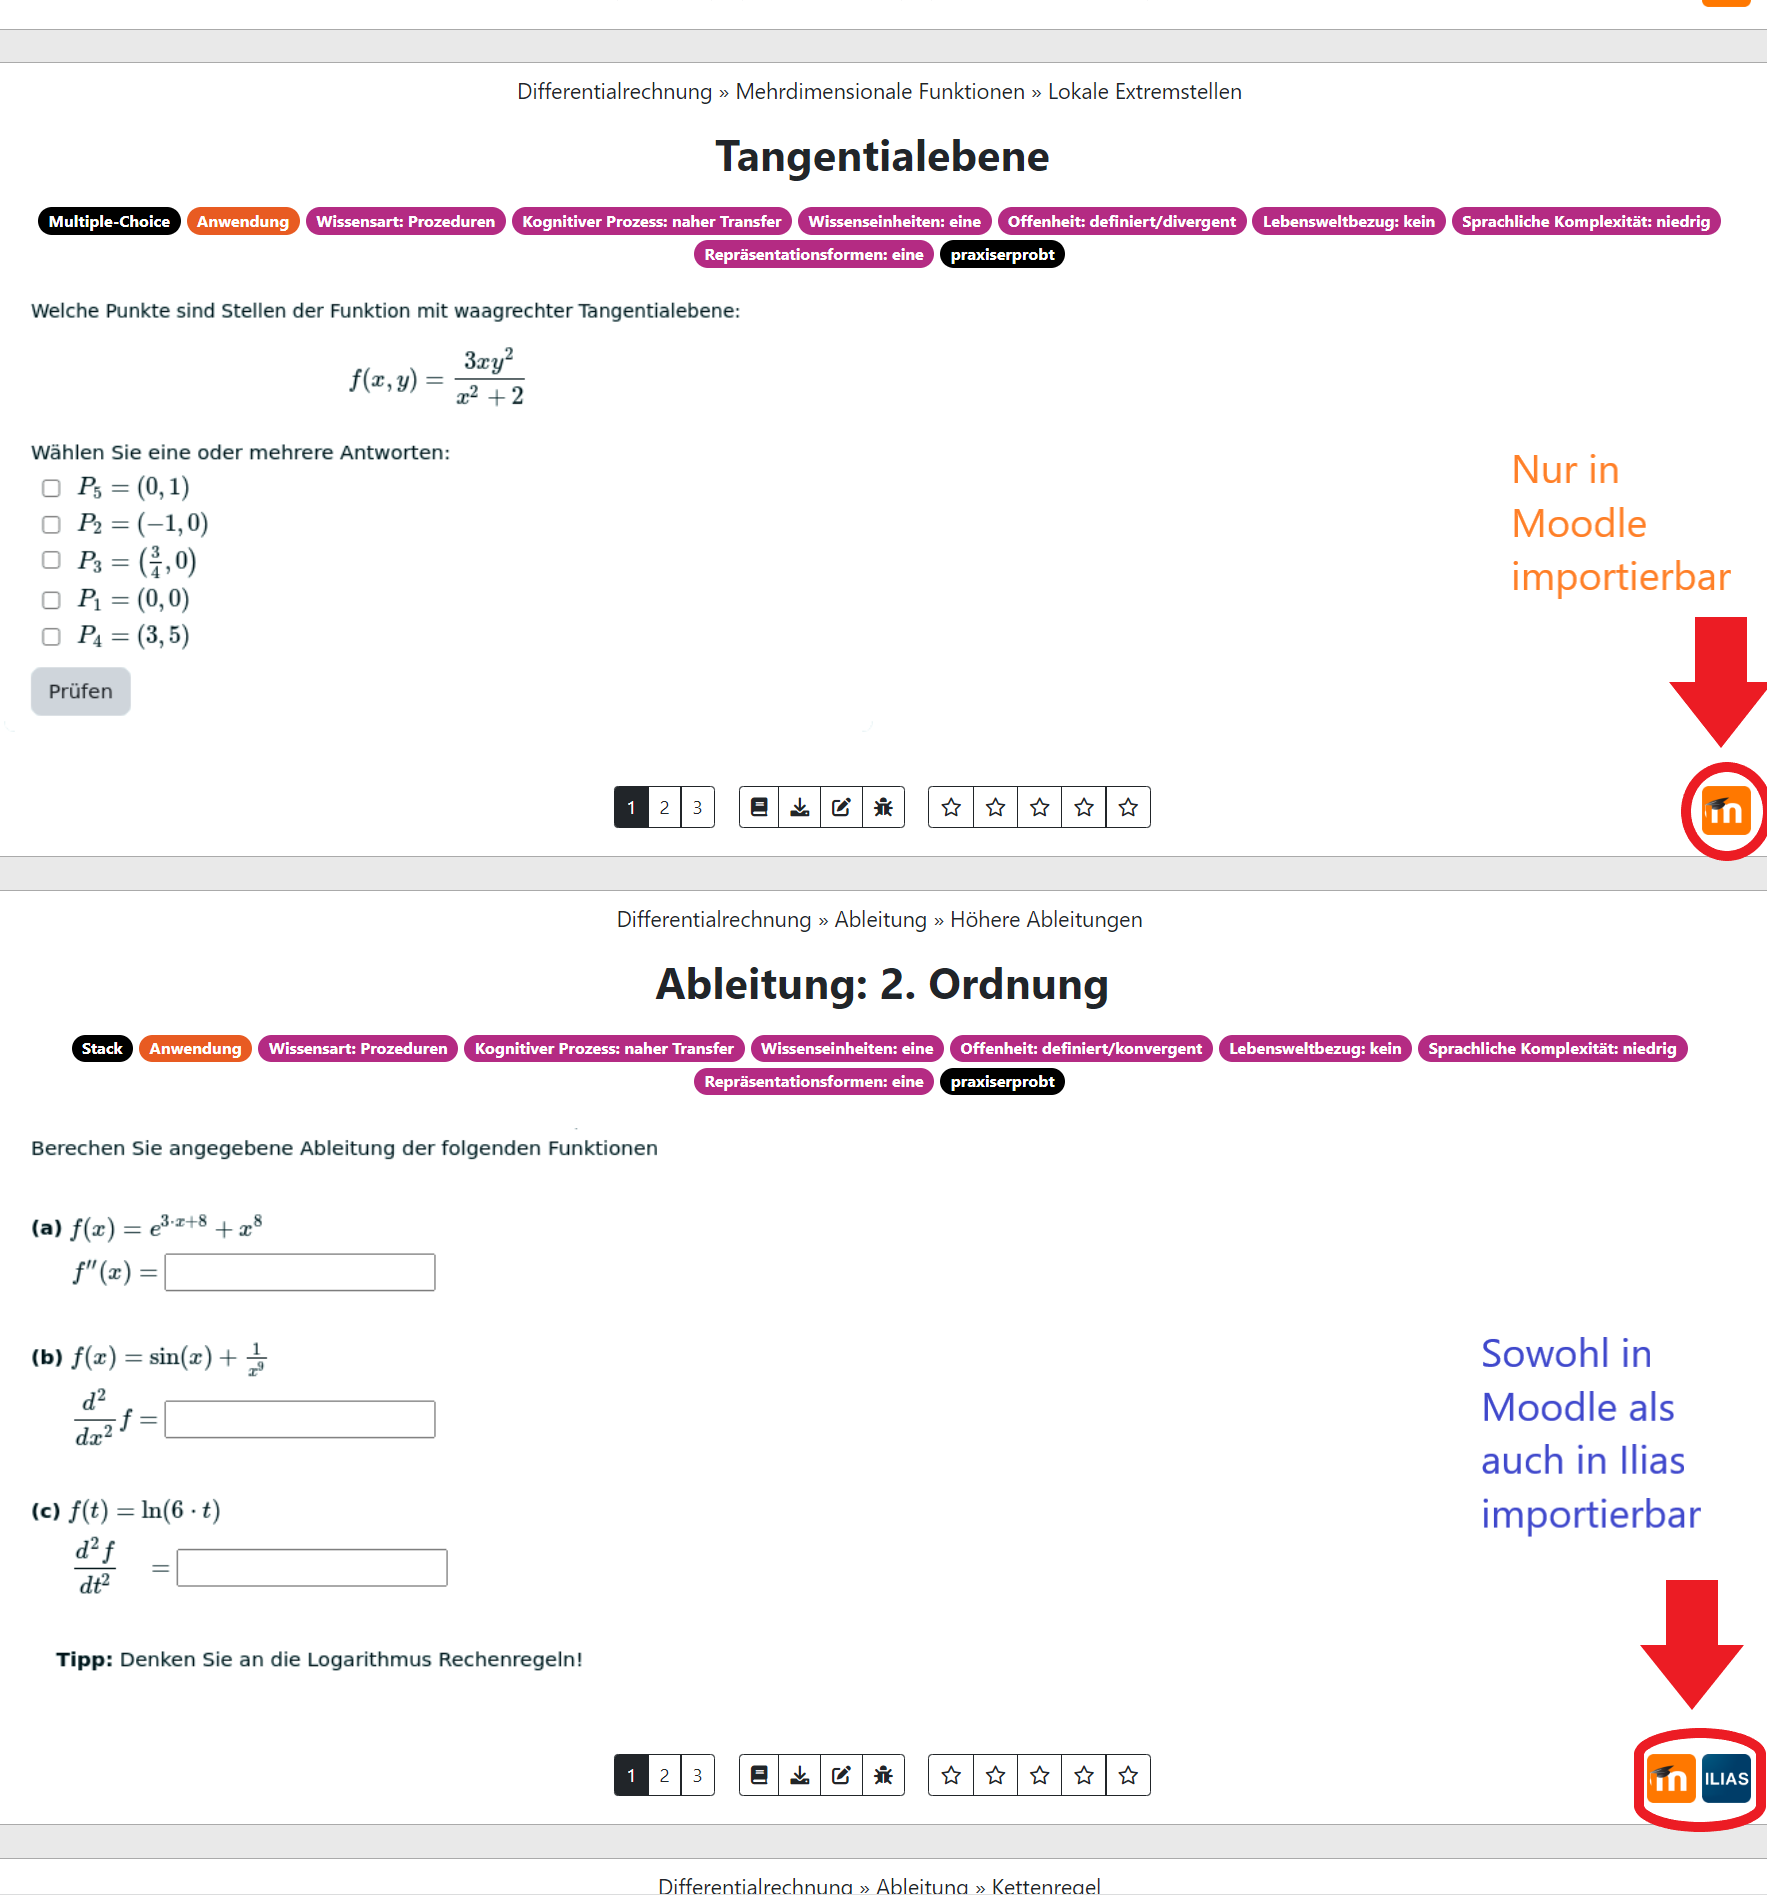 Differentialrechnung » Mehrdimensionale Funktionen » Lokale Extremstellen
Tangentialebene
Multiple-Choice Anwendung Wissensart: Prozeduren Kognitiver Prozess: naher Transfer Wissenseinheiten: eine Offenheit: definiert/divergent Lebensweltbezug: kein Sprachliche Komplexität: niedrig
Repräsentationsformen: eine praxiserprobt
Welche Punkte sind Stellen der Funktion mit waagrechter Tangentialebene:
f(x, y) = \frac{3xy^2}{x^2 + 2}
Wählen Sie eine oder mehrere Antworten:
P_5 = (0, 1)
P_2 = (−1, 0)
P_3 = (\frac{3}{4}, 0)
P_1 = (0, 0)
P_4 = (3, 5)
Prüfen
Nur in
Moodle
importierbar
1 2 3
m
Differentialrechnung » Ableitung » Höhere Ableitungen
Ableitung: 2. Ordnung
Stack Anwendung Wissensart: Prozeduren Kognitiver Prozess: naher Transfer Wissenseinheiten: eine Offenheit: definiert/konvergent Lebensweltbezug: kein Sprachliche Komplexität: niedrig
Repräsentationsformen: eine praxiserprobt
Berechen Sie angegebene Ableitung der folgenden Funktionen
(a) f(x) = e^{3·x+8} + x^8
f''(x) =
(b) f(x) = sin(x) + \frac{1}{x^9}
\frac{d^2}{dx^2} f =
(c) f(t) = ln(6 · t)
\frac{d^2 f}{dt^2} =
Tipp: Denken Sie an die Logarithmus Rechenregeln!
Sowohl in
Moodle als
auch in Ilias
importierbar
1 2 3
m ILIAS
Differentialrechnung » Ableitung » Kettenregel